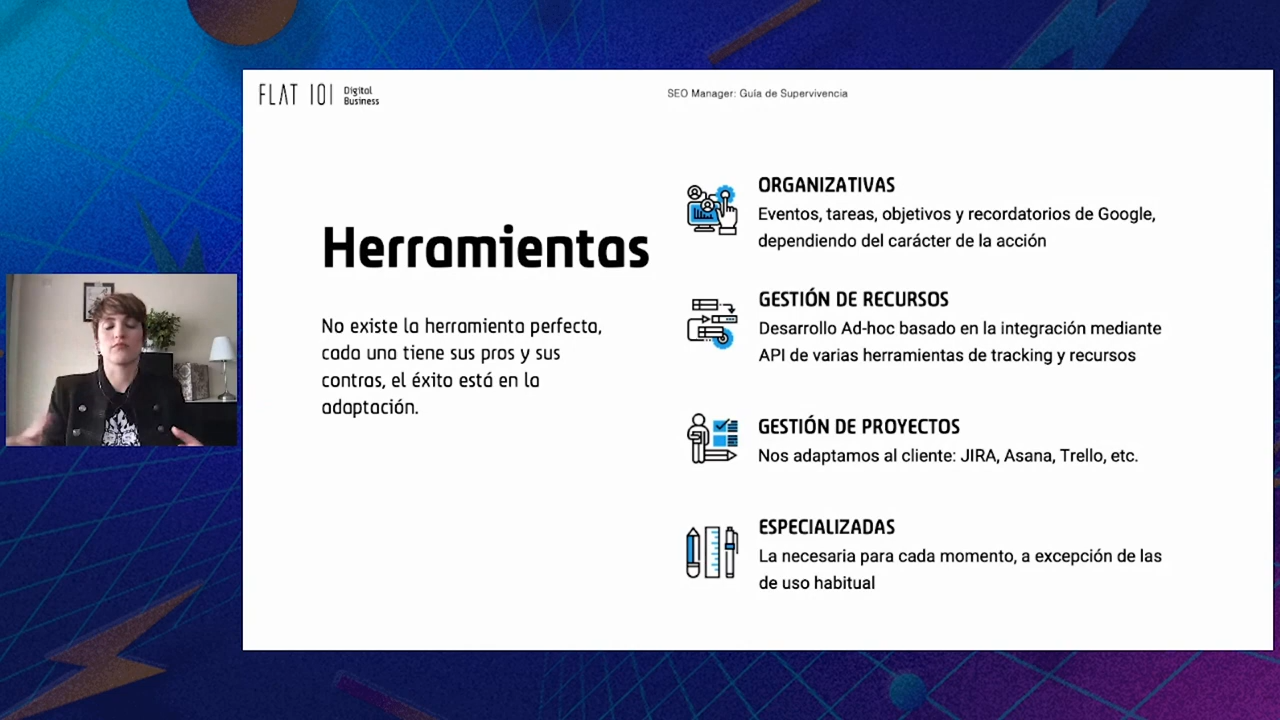 FLAT 101 Digital
Business
SEO Manager: Guía de Supervivencia
Herramientas
No existe la herramienta perfecta,
cada una tiene sus pros y sus
contras, el éxito está en la
adaptación.
ORGANIZATIVAS
Eventos, tareas, objetivos y recordatorios de Google,
dependiendo del carácter de la acción
GESTIÓN DE RECURSOS
Desarrollo Ad-hoc basado en la integración mediante
API de varias herramientas de tracking y recursos
GESTIÓN DE PROYECTOS
Nos adaptamos al cliente: JIRA, Asana, Trello, etc.
ESPECIALIZADAS
La necesaria para cada momento, a excepción de las
de uso habitual